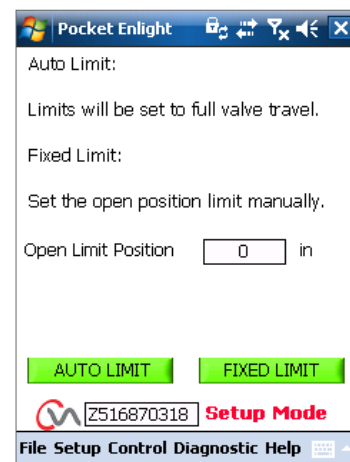 Pocket Enlight
Auto Limit:
Limits will be set to full valve travel.
Fixed Limit:
Set the open position limit manually.
Open Limit Position 0 in
AUTO LIMIT FIXED LIMIT
Z516870318 Setup Mode
File Setup Control Diagnostic Help